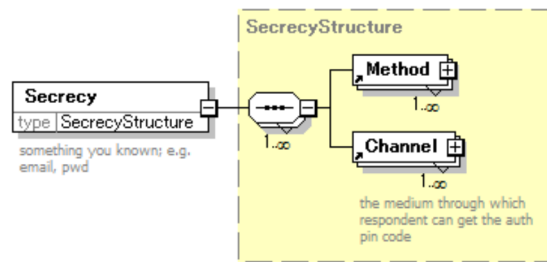 SecrecyStructure
Method
1..∞
Secrecy
type SecrecyStructure
1..∞
something you known; e.g.
email, pwd
Channel
1..∞
the medium through which
respondent can get the auth
pin code